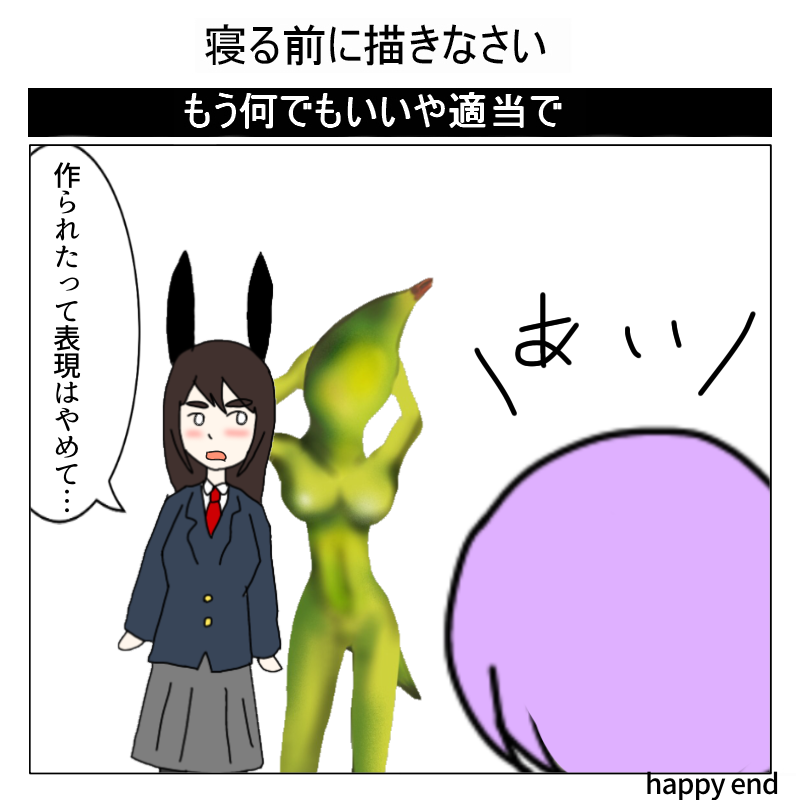 寝る前に描きなさい
もう何でもいいや適当で
作られたって表現はやめて…
あい
happy end